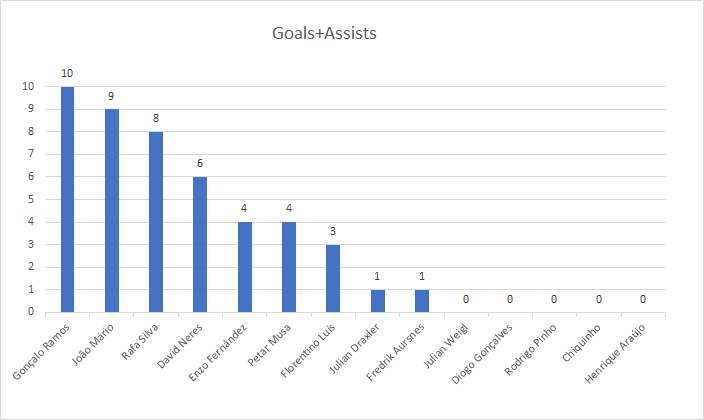 Goals+Assists
10
9
8
7
6
5
4
3
2
1
0
10
9
8
6
4
4
3
1
1
0
0
0
0
0
Gonçalo Ramos
João Mário
Rafa Silva
David Neres
Enzo Fernández
Petar Musa
Florentino Luís
Julian Draxler
Fredrik Aursnes
Julian Weigl
Diogo Gonçalves
Rodrigo Pinho
Chiquinho
Henrique Araújo